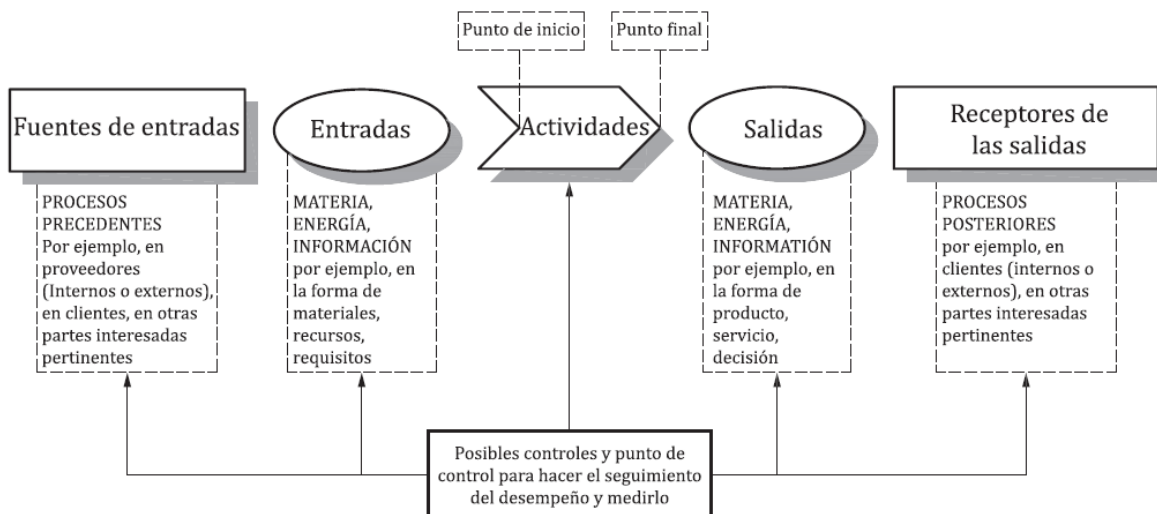 Punto de inicio
Punto final
Fuentes de entradas
Entradas
Actividades
Salidas
Receptores de
las salidas
PROCESOS
PRECEDENTES
Por ejemplo, en
proveedores
(Internos o externos),
en clientes, en otras
partes interesadas
pertinentes
MATERIA,
ENERGÍA,
INFORMACIÓN
por ejemplo, en
la forma de
materiales,
recursos,
requisitos
MATERIA,
ENERGÍA,
INFORMATIÓN
por ejemplo, en
la forma de
producto,
servicio,
decisión
PROCESOS
POSTERIORES
por ejemplo, en
clientes (internos o
externos), en otras
partes interesadas
pertinentes
Posibles controles y punto de
control para hacer el seguimiento
del desempeño y medirlo